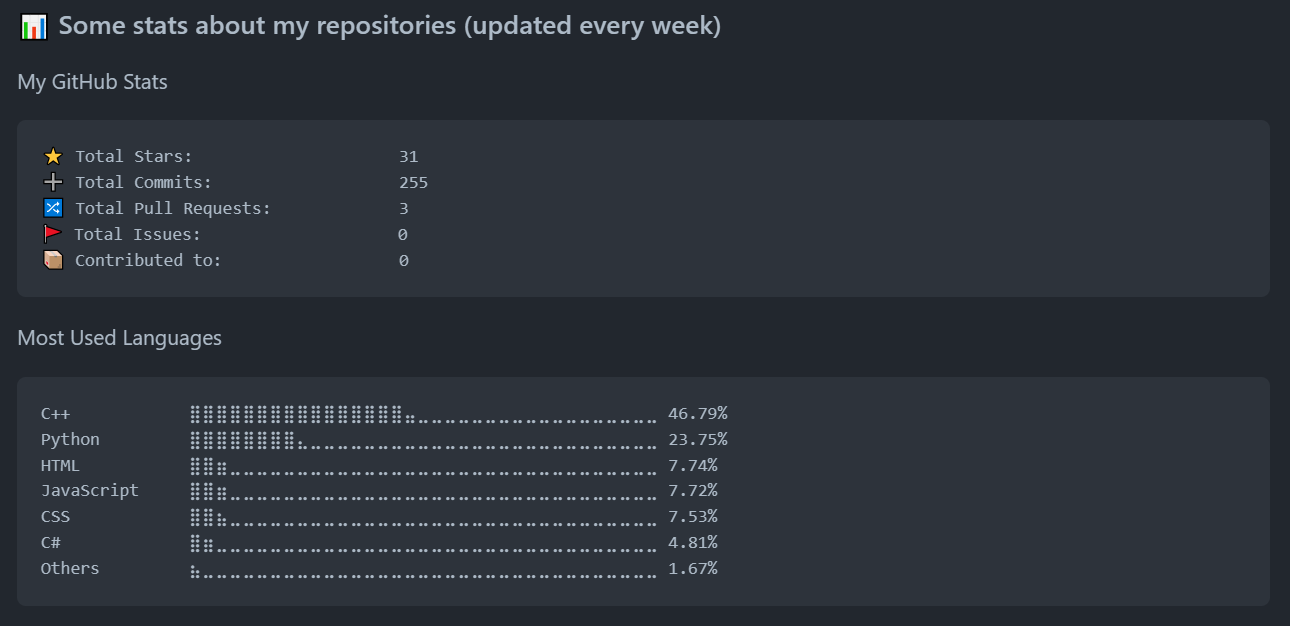 📊 Some stats about my repositories (updated every week)
My GitHub Stats
⭐ Total Stars: 31
➕ Total Commits: 255
🔀 Total Pull Requests: 3
🚩 Total Issues: 0
📦 Contributed to: 0
Most Used Languages
C++ ⣿⣿⣿⣿⣿⣿⣿⣿⣿⣿⣿⣿⣿⣿⣿⣿⣤⣀⣀⣀⣀⣀⣀⣀⣀⣀⣀⣀⣀⣀⣀⣀⣀⣀⣀ 46.79%
Python ⣿⣿⣿⣿⣿⣿⣿⣿⣄⣀⣀⣀⣀⣀⣀⣀⣀⣀⣀⣀⣀⣀⣀⣀⣀⣀⣀⣀⣀⣀⣀⣀⣀⣀⣀ 23.75%
HTML ⣿⣿⣶⣀⣀⣀⣀⣀⣀⣀⣀⣀⣀⣀⣀⣀⣀⣀⣀⣀⣀⣀⣀⣀⣀⣀⣀⣀⣀⣀⣀⣀⣀⣀⣀ 7.74%
JavaScript ⣿⣿⣶⣀⣀⣀⣀⣀⣀⣀⣀⣀⣀⣀⣀⣀⣀⣀⣀⣀⣀⣀⣀⣀⣀⣀⣀⣀⣀⣀⣀⣀⣀⣀⣀ 7.72%
CSS ⣿⣿⣦⣀⣀⣀⣀⣀⣀⣀⣀⣀⣀⣀⣀⣀⣀⣀⣀⣀⣀⣀⣀⣀⣀⣀⣀⣀⣀⣀⣀⣀⣀⣀⣀ 7.53%
C# ⣿⣶⣀⣀⣀⣀⣀⣀⣀⣀⣀⣀⣀⣀⣀⣀⣀⣀⣀⣀⣀⣀⣀⣀⣀⣀⣀⣀⣀⣀⣀⣀⣀⣀⣀ 4.81%
Others ⣦⣀⣀⣀⣀⣀⣀⣀⣀⣀⣀⣀⣀⣀⣀⣀⣀⣀⣀⣀⣀⣀⣀⣀⣀⣀⣀⣀⣀⣀⣀⣀⣀⣀⣀ 1.67%